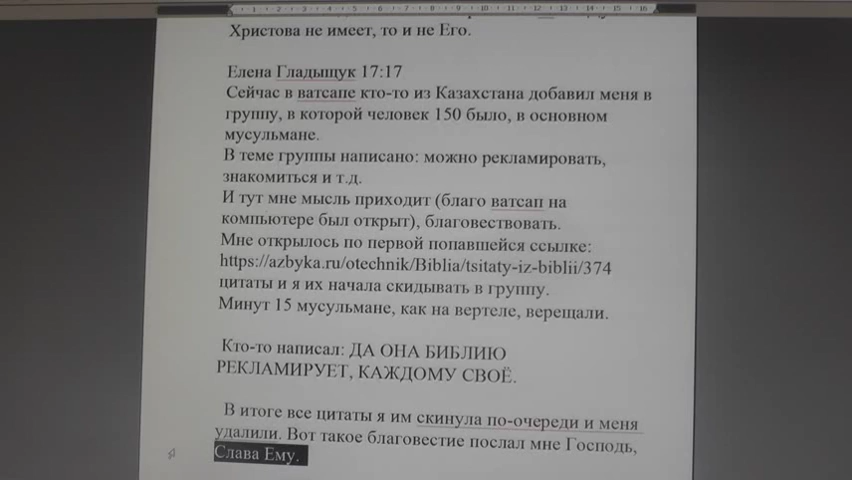 Христова не имеет, то и не Его.
Елена Гладыщук 17:17
Сейчас в ватсапе кто-то из Казахстана добавил меня в
группу, в которой человек 150 было, в основном
мусульмане.
В теме группы написано: можно рекламировать,
знакомиться и т.д.
И тут мне мысль приходит (благо ватсап на
компьютере был открыт), благовествовать.
Мне открылось по первой попавшейся ссылке:
https://azbyka.ru/otechnik/Biblia/tsitaty-iz-biblii/374
цитаты и я их начала скидывать в группу.
Минут 15 мусульмане, как на вертеле, верещали.
Кто-то написал: ДА ОНА БИБЛИЮ
РЕКЛАМИРУЕТ, КАЖДОМУ СВОЁ.
В итоге все цитаты я им скинула по-очереди и меня
удалили. Вот такое благовестие послал мне Господь,
Слава Ему.